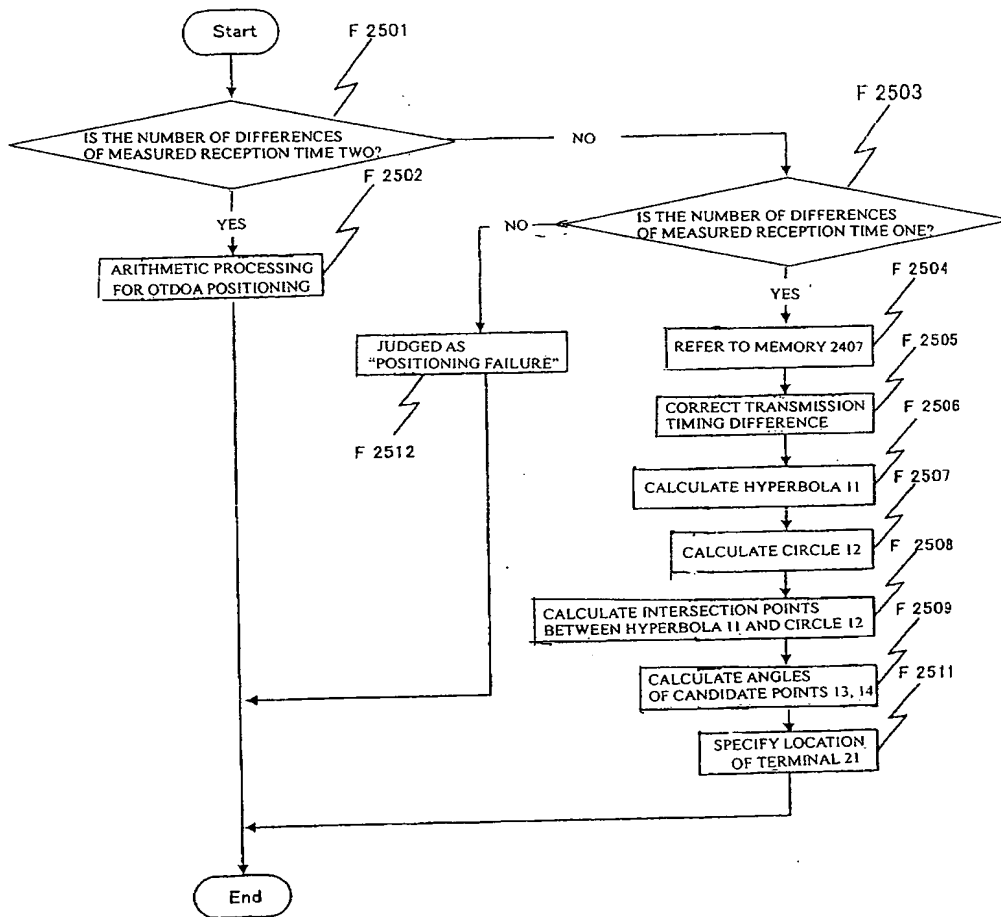 Start
F 2501
IS THE NUMBER OF DIFFERENCES
OF MEASURED RECEPTION TIME TWO?
NO
F 2503
F 2502
YES
IS THE NUMBER OF DIFFERENCES
OF MEASURED RECEPTION TIME ONE?
NO
ARITHMETIC PROCESSING
FOR OTDOA POSITIONING
YES
F 2504
JUDGED AS
"POSITIONING FAILURE"
REFER TO MEMORY 2407
F 2505
CORRECT TRANSMISSION
TIMING DIFFERENCE
F 2506
F 2512
CALCULATE HYPERBOLA 11
F 2507
CALCULATE CIRCLE 12
F 2508
CALCULATE INTERSECTION POINTS
BETWEEN HYPERBOLA 11 AND CIRCLE 12
F 2509
CALCULATE ANGLES
OF CANDIDATE POINTS 13, 14
F 2511
SPECIFY LOCATION
OF TERMINAL 21
End